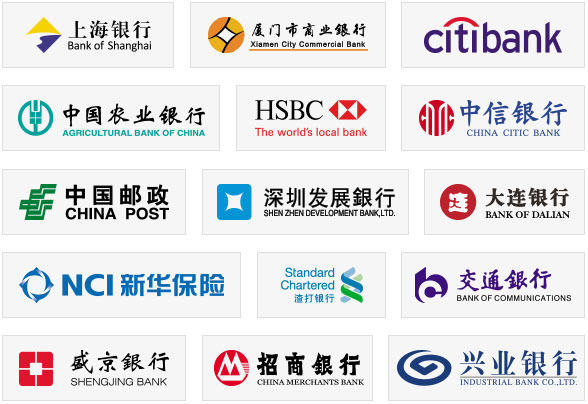 上海银行
Bank of Shanghai
厦门市商业银行
Xiamen City Commercial Bank
citibank
中国农业银行
AGRICULTURAL BANK OF CHINA
HSBC
The world's local bank
中信银行
CHINA CITIC BANK
中国邮政
CHINA POST
深圳发展銀行
SHEN ZHEN DEVELOPMENT BANK,LTD.
大连银行
BANK OF DALIAN
NCI 新华保险
Standard
Chartered
渣打银行
交通銀行
BANK OF COMMUNICATIONS
盛京銀行
SHENGJING BANK
招商銀行
CHINA MERCHANTS BANK
兴业银行
INDUSTRIAL BANK CO.,LTD.